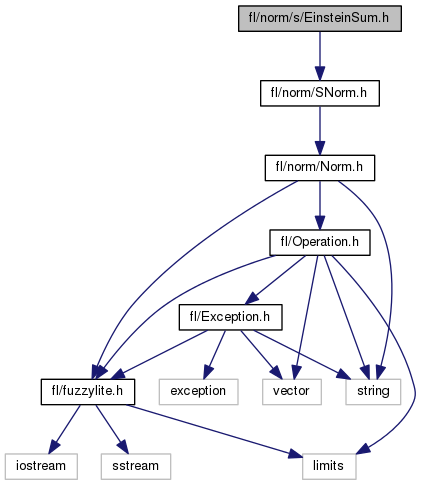 fl/norm/s/EinsteinSum.h
fl/norm/SNorm.h
fl/norm/Norm.h
fl/Operation.h
fl/Exception.h
fl/fuzzylite.h
exception
vector
string
iostream
sstream
limits